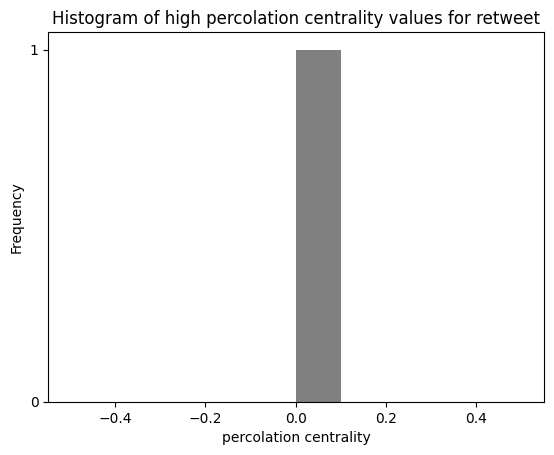 Histogram of high percolation centrality values for retweet
1
Frequency
0
−0.4 −0.2 0.0 0.2 0.4
percolation centrality